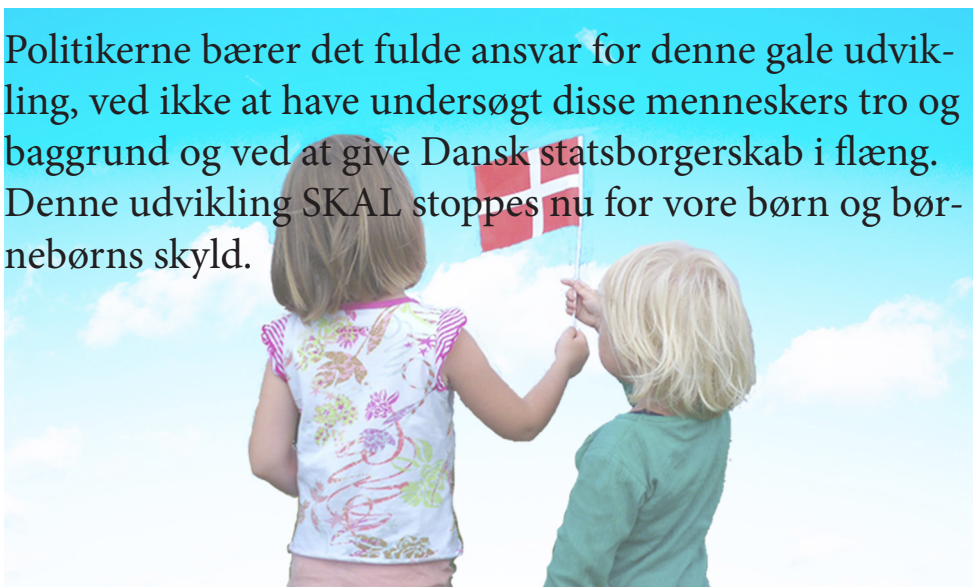 Politikerne bærer det fulde ansvar for denne gale udvik-
ling, ved ikke at have undersøgt disse menneskers tro og
baggrund og ved at give Dansk statsborgerskab i flæng.
Denne udvikling SKAL stoppes nu for vore børn og bør-
nebørns skyld.